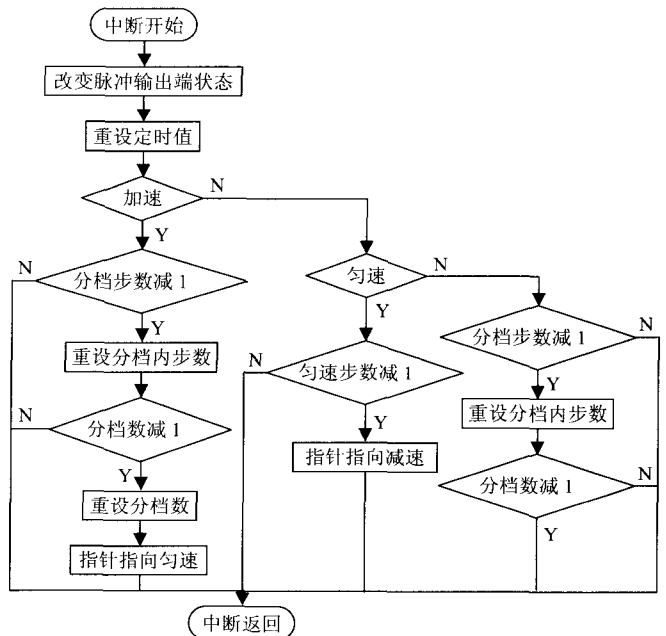 中断开始
改变脉冲输出端状态
重设定时值
加速
N
Y
匀速
N
Y
分档步数减 1
N
Y
分档步数减 1
N
Y
重设分档内步数
匀速步数减 1
N
Y
重设分档内步数
分档数减 1
N
Y
指针指向减速
分档数减 1
N
Y
重设分档数
指针指向匀速
中断返回